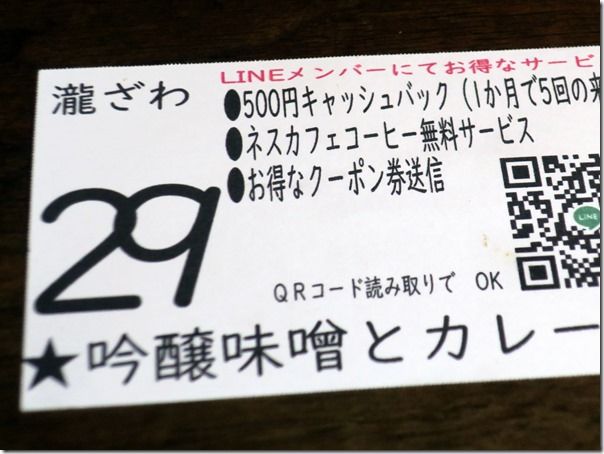 瀧ざわ
LINEメンバーにてお得なサービ
●500円キャッシュバック（1か月で5回の来
●ネスカフェコーヒー無料サービス
●お得なクーポン券送信
29
LINE
QRコード読み取りで OK
★吟醸味噌とカレー